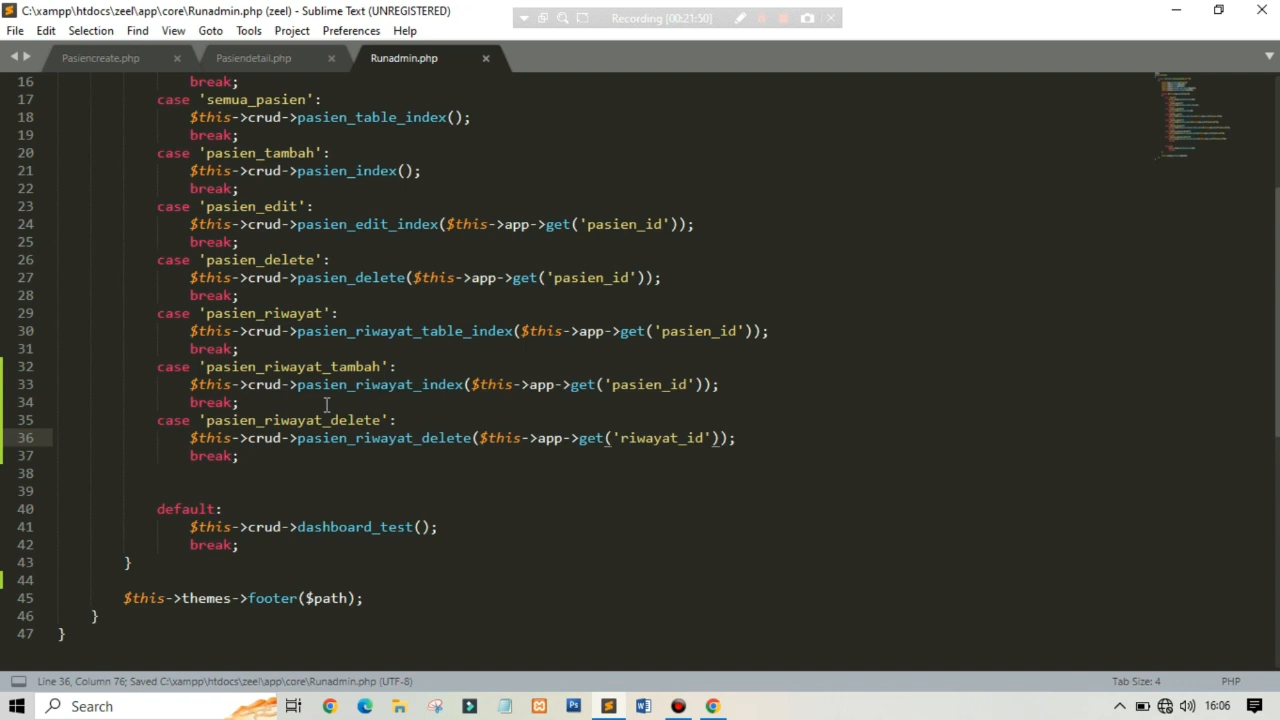 C:\xampp\htdocs\zeel\app\core\Runadmin.php (zeel) - Sublime Text (UNREGISTERED)
Recording [00:21:50]
File Edit Selection Find View Goto Tools Project Preferences Help
Pasiencreate.php Pasiendetail.php Runadmin.php
16 break;
17 case 'semua_pasien':
18 $this->crud->pasien_table_index();
19 break;
20 case 'pasien_tambah':
21 $this->crud->pasien_index();
22 break;
23 case 'pasien_edit':
24 $this->crud->pasien_edit_index($this->app->get('pasien_id'));
25 break;
26 case 'pasien_delete':
27 $this->crud->pasien_delete($this->app->get('pasien_id'));
28 break;
29 case 'pasien_riwayat':
30 $this->crud->pasien_riwayat_table_index($this->app->get('pasien_id'));
31 break;
32 case 'pasien_riwayat_tambah':
33 $this->crud->pasien_riwayat_index($this->app->get('pasien_id'));
34 break;
35 case 'pasien_riwayat_delete':
36 $this->crud->pasien_riwayat_delete($this->app->get('riwayat_id'));
37 break;
38
39
40 default:
41 $this->crud->dashboard_test();
42 break;
43 }
44
45 $this->themes->footer($path);
46 }
47 }
Line 36, Column 76; Saved C:\xampp\htdocs\zeel\app\core\Runadmin.php (UTF-8) Tab Size: 4 PHP
Search 16:06